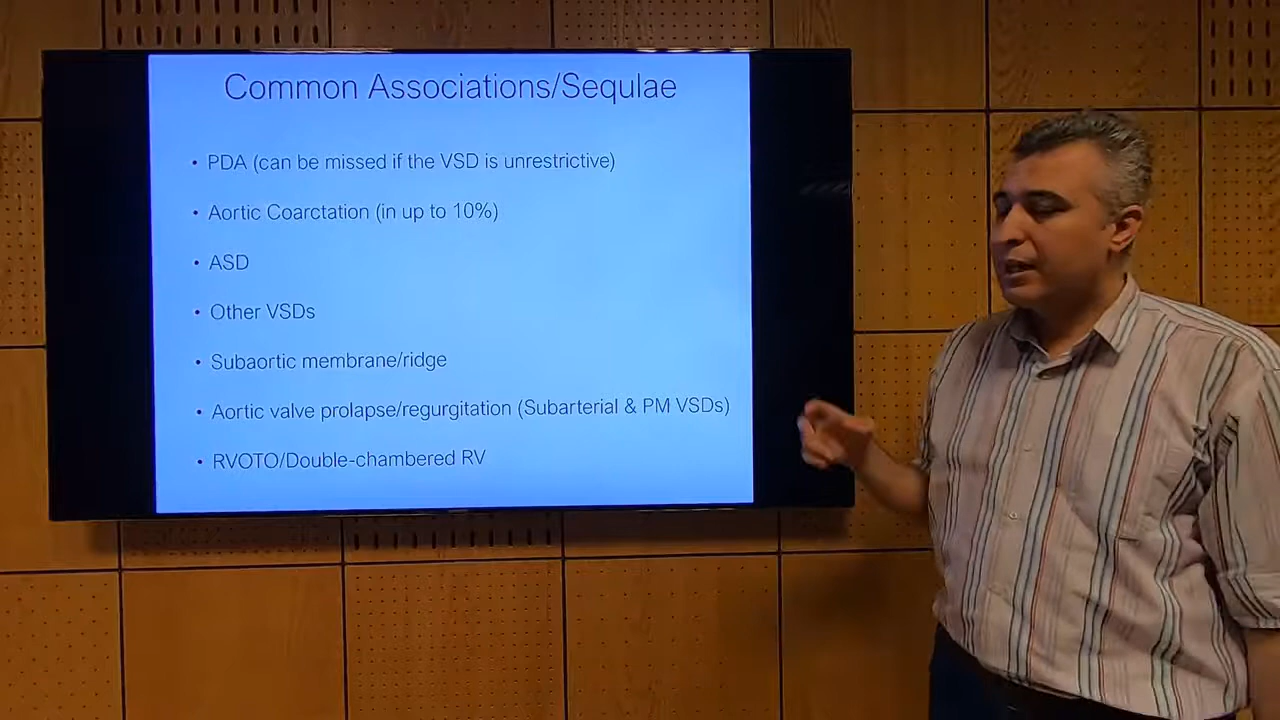 Common Associations/Sequlae
• PDA (can be missed if the VSD is unrestrictive)
• Aortic Coarctation (in up to 10%)
• ASD
• Other VSDs
• Subaortic membrane/ridge
• Aortic valve prolapse/regurgitation (Subarterial & PM VSDs)
• RVOTO/Double-chambered RV